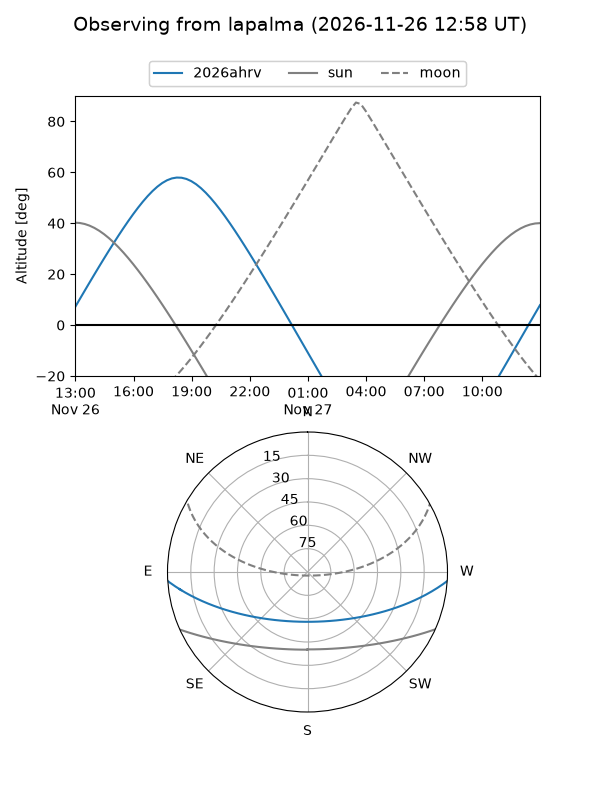 Observing from lapalma (2026-11-26 12:58 UT)
2026ahrv sun moon
Altitude [deg]
80
60
40
20
0
−20
13:00 16:00 19:00 22:00 01:00 04:00 07:00 10:00
Nov 26 Nov 27
N
NE NW
15
30
45
60
75
E W
SE SW
S